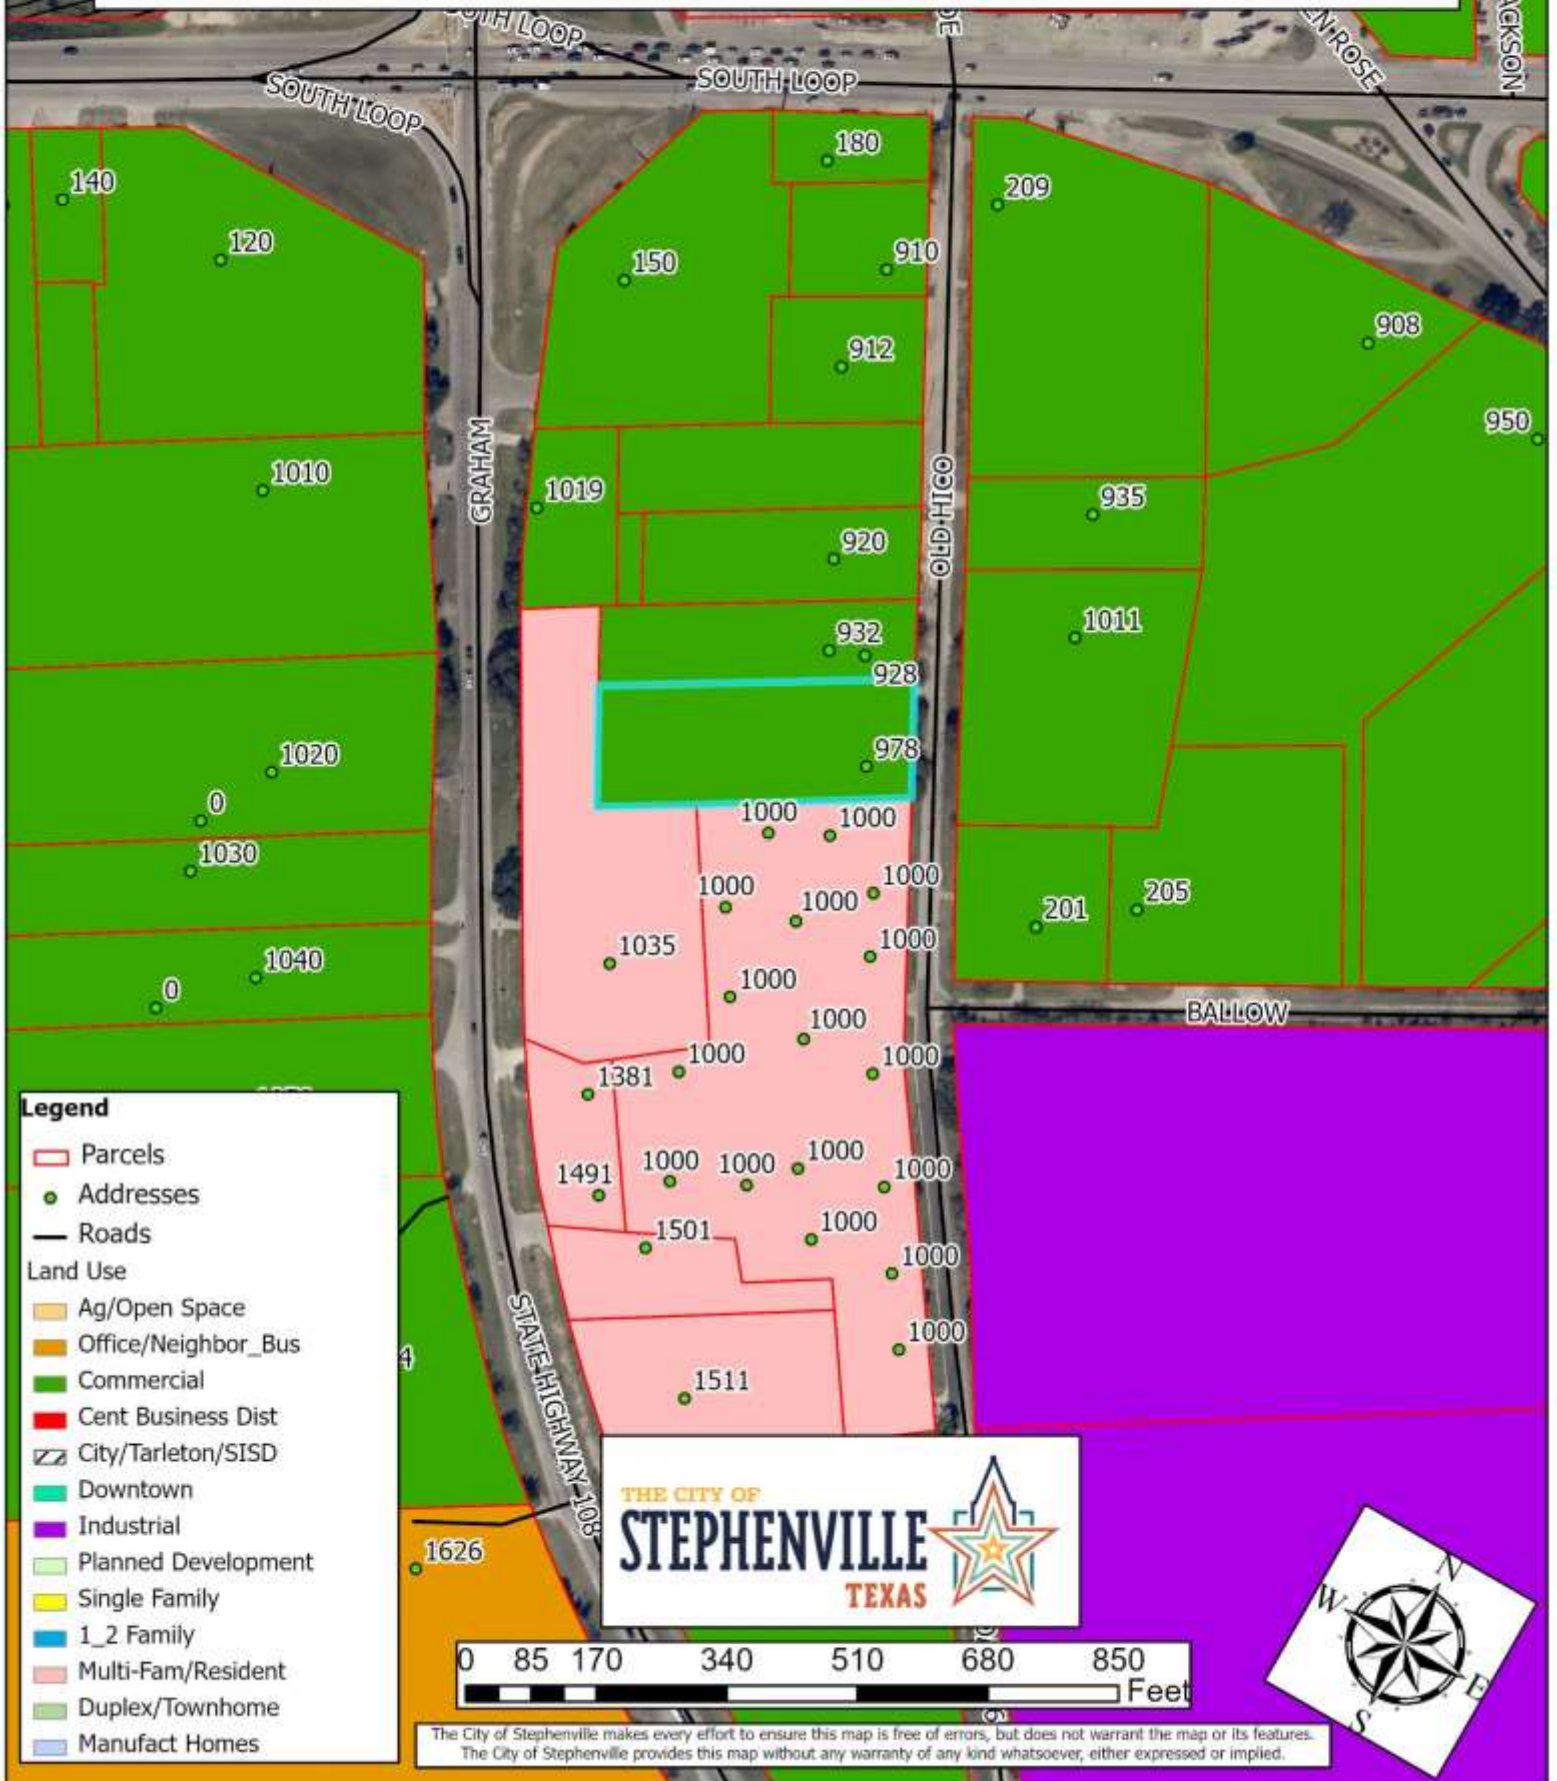 SOUTH LOOP
SOUTH LOOP
SOUTH LOOP
140
120
180
209
150
910
912
908
950
1010
GRAHAM
1019
OLD HICO
935
920
1011
932
928
978
1020
0
1030
1000
1000
1000
1000
1000
201
205
1035
1000
1040
0
1000
1000
BALLOW
1000
1000
1381
1491
1000
1000
1000
1000
1501
1000
1000
1000
1511
STATE HIGHWAY 108
4
1626
Legend
Parcels
Addresses
Roads
Land Use
Ag/Open Space
Office/Neighbor_Bus
Commercial
Cent Business Dist
City/Tarleton/SISD
Downtown
Industrial
Planned Development
Single Family
1_2 Family
Multi-Fam/Resident
Duplex/Townhome
Manufact Homes
THE CITY OF
STEPHENVILLE
TEXAS
N
W
E
S
0 85 170 340 510 680 850
Feet
The City of Stephenville makes every effort to ensure this map is free of errors, but does not warrant the map or its features.
The City of Stephenville provides this map without any warranty of any kind whatsoever, either expressed or implied.